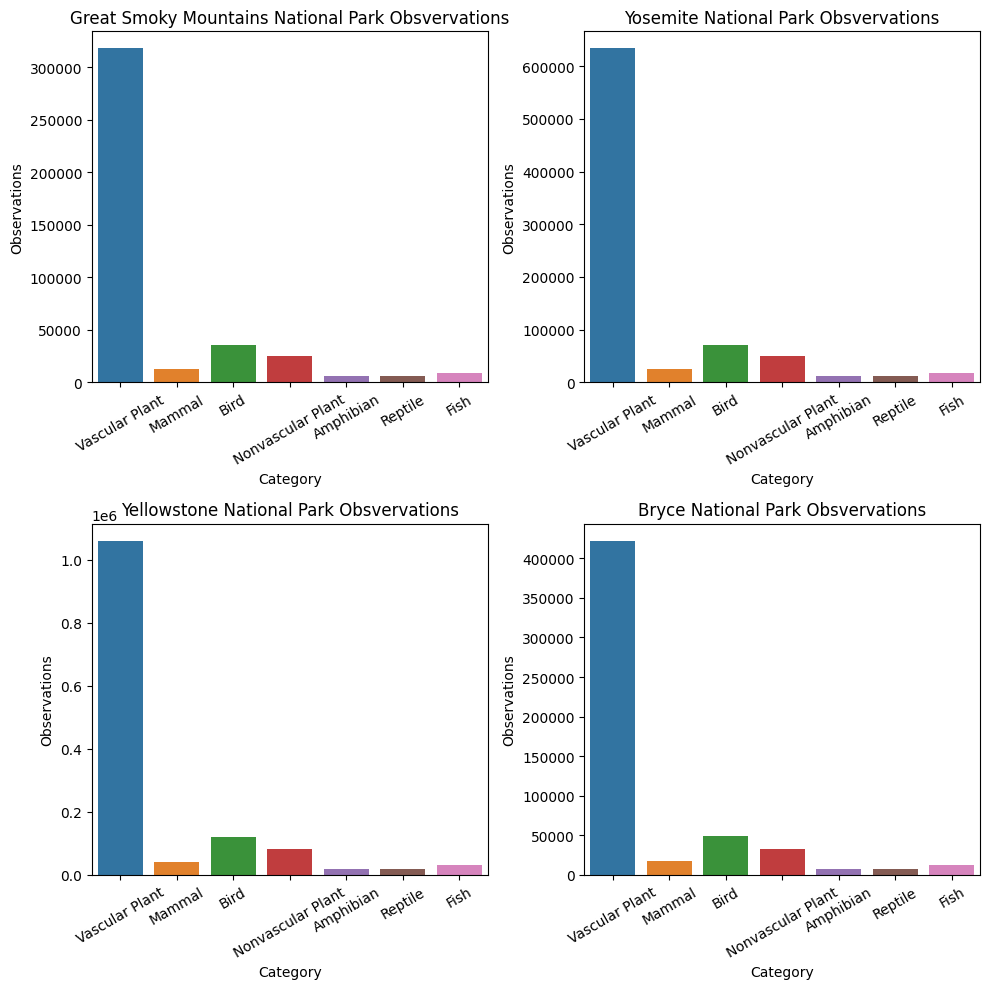 Great Smoky Mountains National Park Obsvervations
300000
250000
200000
150000
100000
50000
0
Observations
Vascular Plant
Mammal
Bird
Nonvascular Plant
Amphibian
Reptile
Fish
Category
Yosemite National Park Obsvervations
600000
500000
400000
300000
200000
100000
0
Observations
Vascular Plant
Mammal
Bird
Nonvascular Plant
Amphibian
Reptile
Fish
Category
Yellowstone National Park Obsvervations
1e6
1.0
0.8
0.6
0.4
0.2
0.0
Observations
Vascular Plant
Mammal
Bird
Nonvascular Plant
Amphibian
Reptile
Fish
Category
Bryce National Park Obsvervations
400000
350000
300000
250000
200000
150000
100000
50000
0
Observations
Vascular Plant
Mammal
Bird
Nonvascular Plant
Amphibian
Reptile
Fish
Category